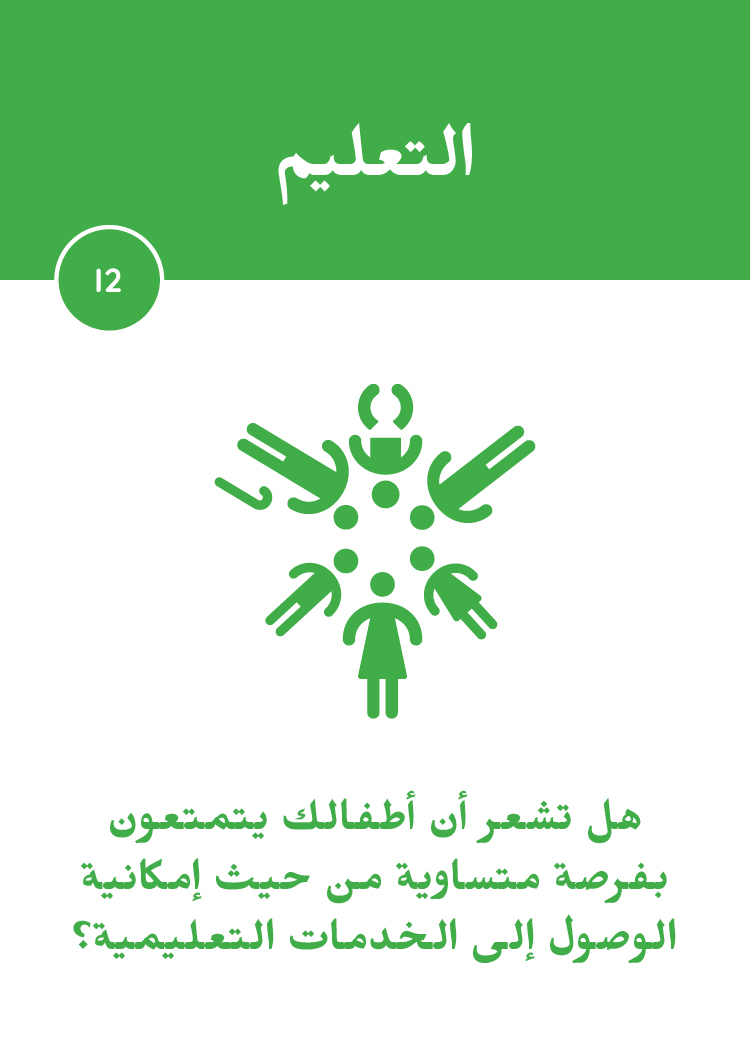 التعليم
12
هل تشعر أن أطفالك يتمتعون
بفرصة متساوية من حيث إمكانية
الوصول إلى الخدمات التعليمية؟